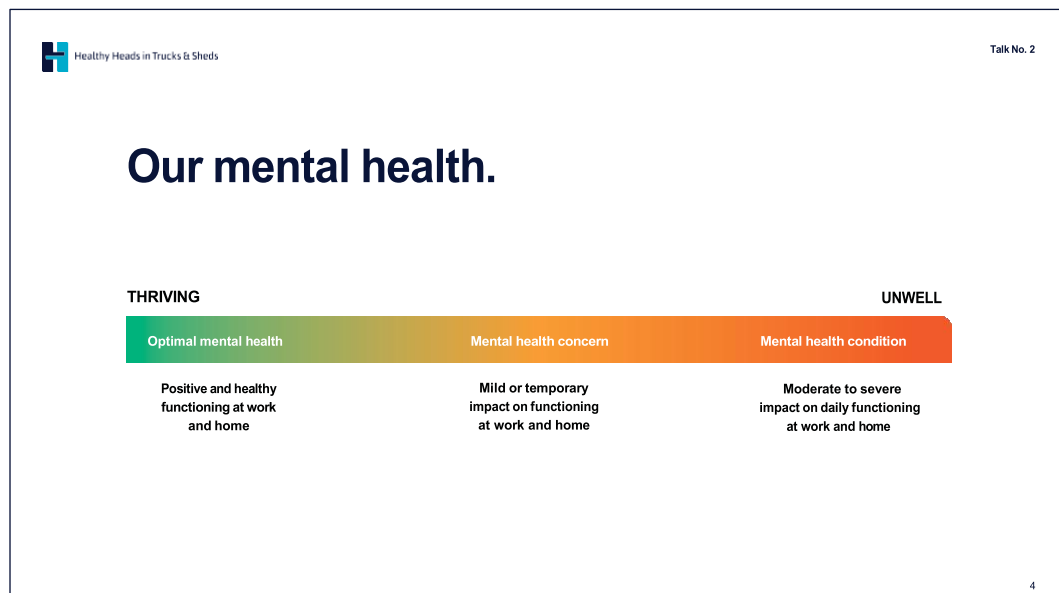 Healthy Heads in Trucks & Sheds
Talk No. 2
Our mental health.
THRIVING
UNWELL
Optimal mental health
Mental health concern
Mental health condition
Positive and healthy
functioning at work
and home
Mild or temporary
impact on functioning
at work and home
Moderate to severe
impact on daily functioning
at work and home
4